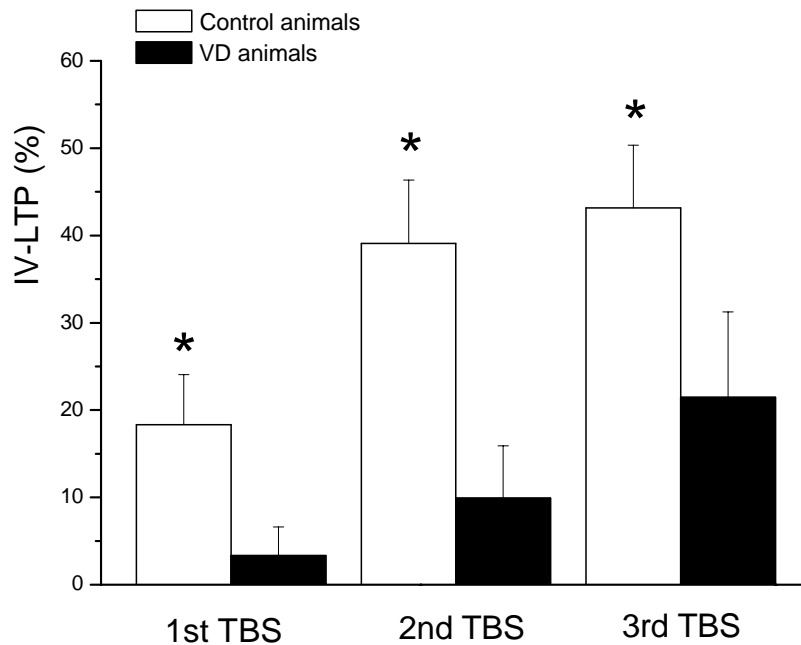 Control animals
VD animals
60
50
40
30
20
10
0
IV-LTP (%)
*
*
*
1st TBS
2nd TBS
3rd TBS